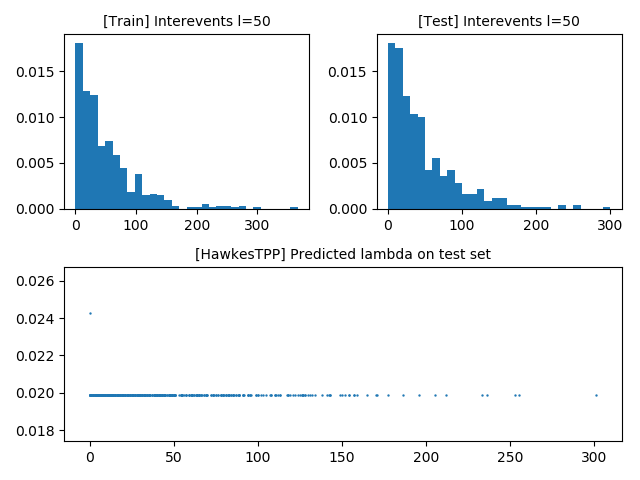 [Train] Interevents l=50
0.015
0.010
0.005
0.000
0 100 200 300
[Test] Interevents l=50
0.015
0.010
0.005
0.000
0 100 200 300
[HawkesTPP] Predicted lambda on test set
0.026
0.024
0.022
0.020
0.018
0 50 100 150 200 250 300